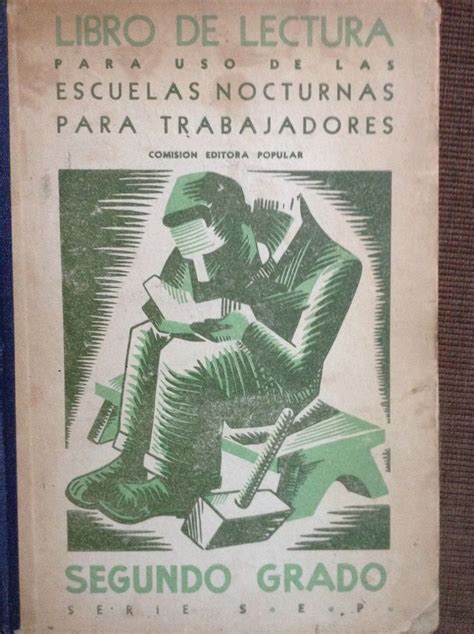 LIBRO DE LECTURA
PARA USO DE LAS
ESCUELAS NOCTURNAS
PARA TRABAJADORES
COMISION EDITORA POPULAR
SEGUNDO GRADO
SERIE S.E.P.